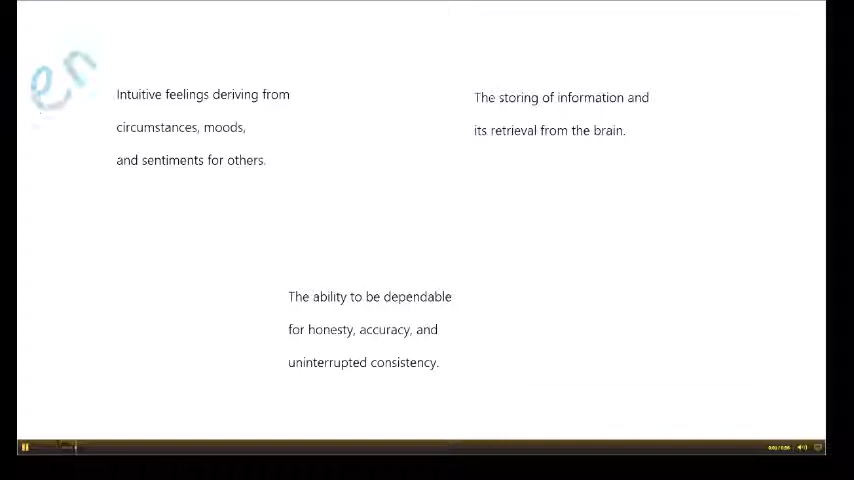 en
Intuitive feelings deriving from
circumstances, moods,
and sentiments for others.
The storing of information and
its retrieval from the brain.
The ability to be dependable
for honesty, accuracy, and
uninterrupted consistency.